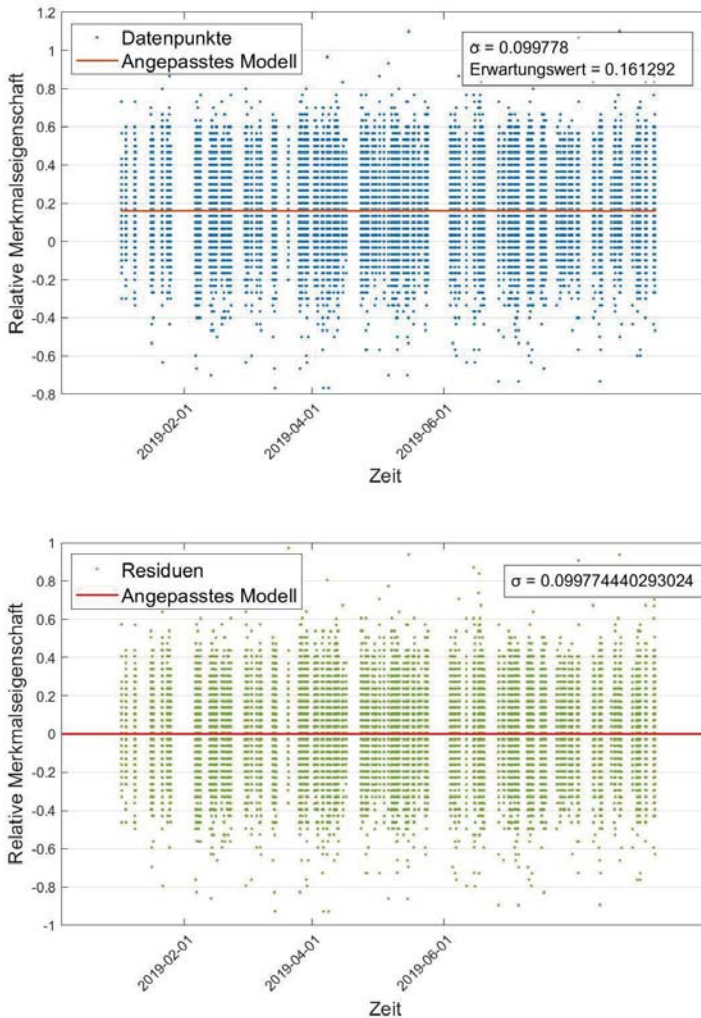 Datenpunkte
Angepasstes Modell
σ = 0.099778
Erwartungswert = 0.161292
Relative Merkmalseigenschaft
1.2
1
0.8
0.6
0.4
0.2
0
-0.2
-0.4
-0.6
-0.8
2019-02-01
2019-04-01
2019-06-01
Zeit
Residuen
Angepasstes Modell
σ = 0.099774440293024
Relative Merkmalseigenschaft
1
0.8
0.6
0.4
0.2
0
-0.2
-0.4
-0.6
-0.8
-1
2019-02-01
2019-04-01
2019-06-01
Zeit